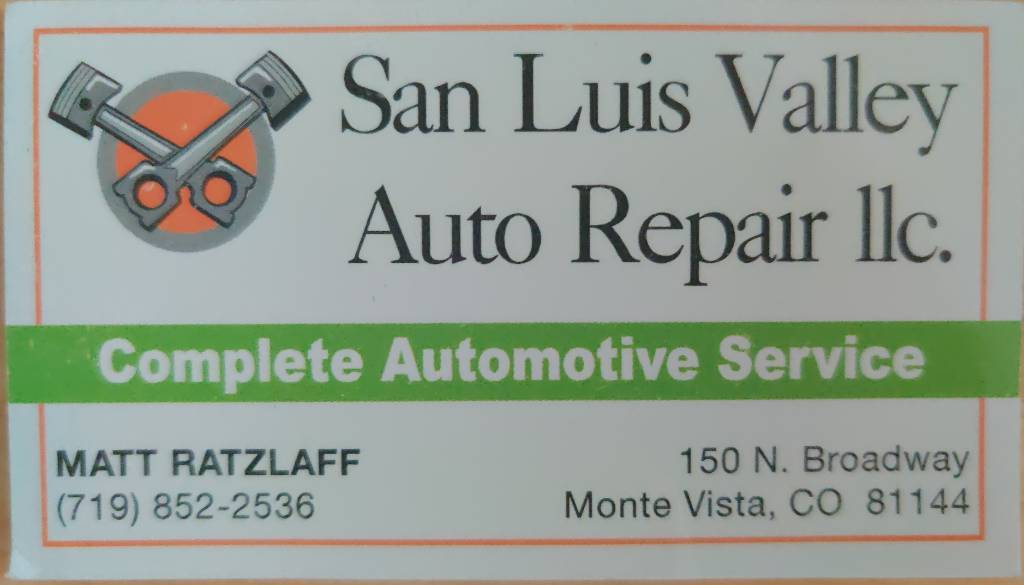 San Luis Valley
Auto Repair llc.
Complete Automotive Service
MATT RATZLAFF
(719) 852-2536
150 N. Broadway
Monte Vista, CO 81144